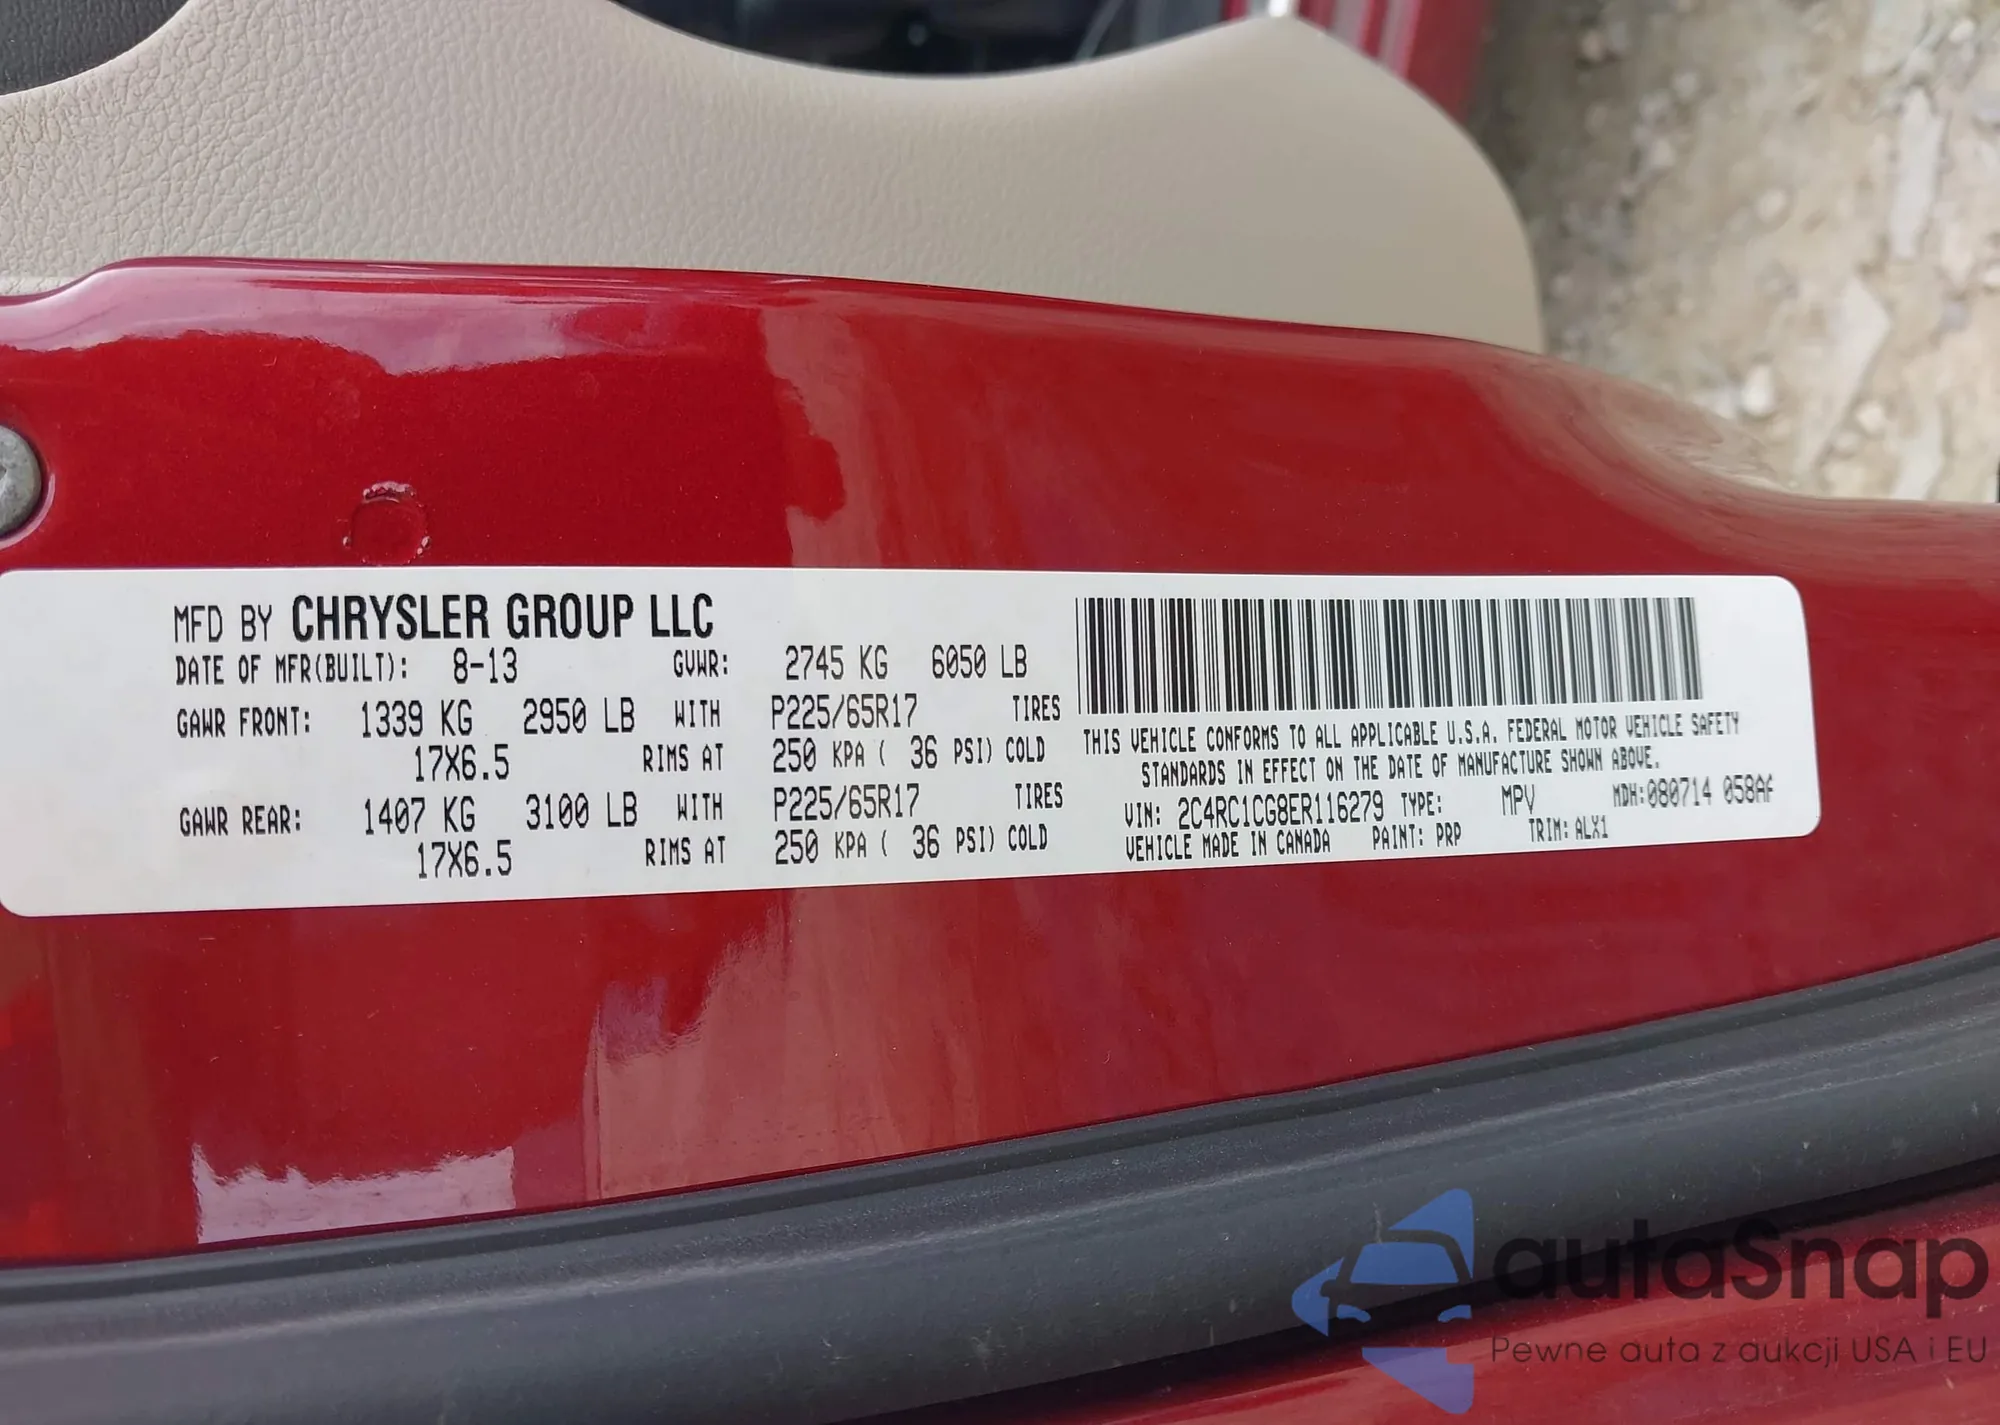 MFD BY CHRYSLER GROUP LLC
DATE OF MFR(BUILT): 8-13 GVWR: 2745 KG 6050 LB
GAWR FRONT: 1339 KG 2950 LB WITH P225/65R17 TIRES
17X6.5 RIMS AT 250 KPA ( 36 PSI) COLD
GAWR REAR: 1407 KG 3100 LB WITH P225/65R17 TIRES
17X6.5 RIMS AT 250 KPA ( 36 PSI) COLD
THIS VEHICLE CONFORMS TO ALL APPLICABLE U.S.A. FEDERAL MOTOR VEHICLE SAFETY
STANDARDS IN EFFECT ON THE DATE OF MANUFACTURE SHOWN ABOVE.
VIN: 2C4RC1CG8ER116279 TYPE: MPV MDH:080714 058AF
VEHICLE MADE IN CANADA PAINT: PRP TRIM: ALX1
autaSnap
Pewne auta z aukcji USA i EU